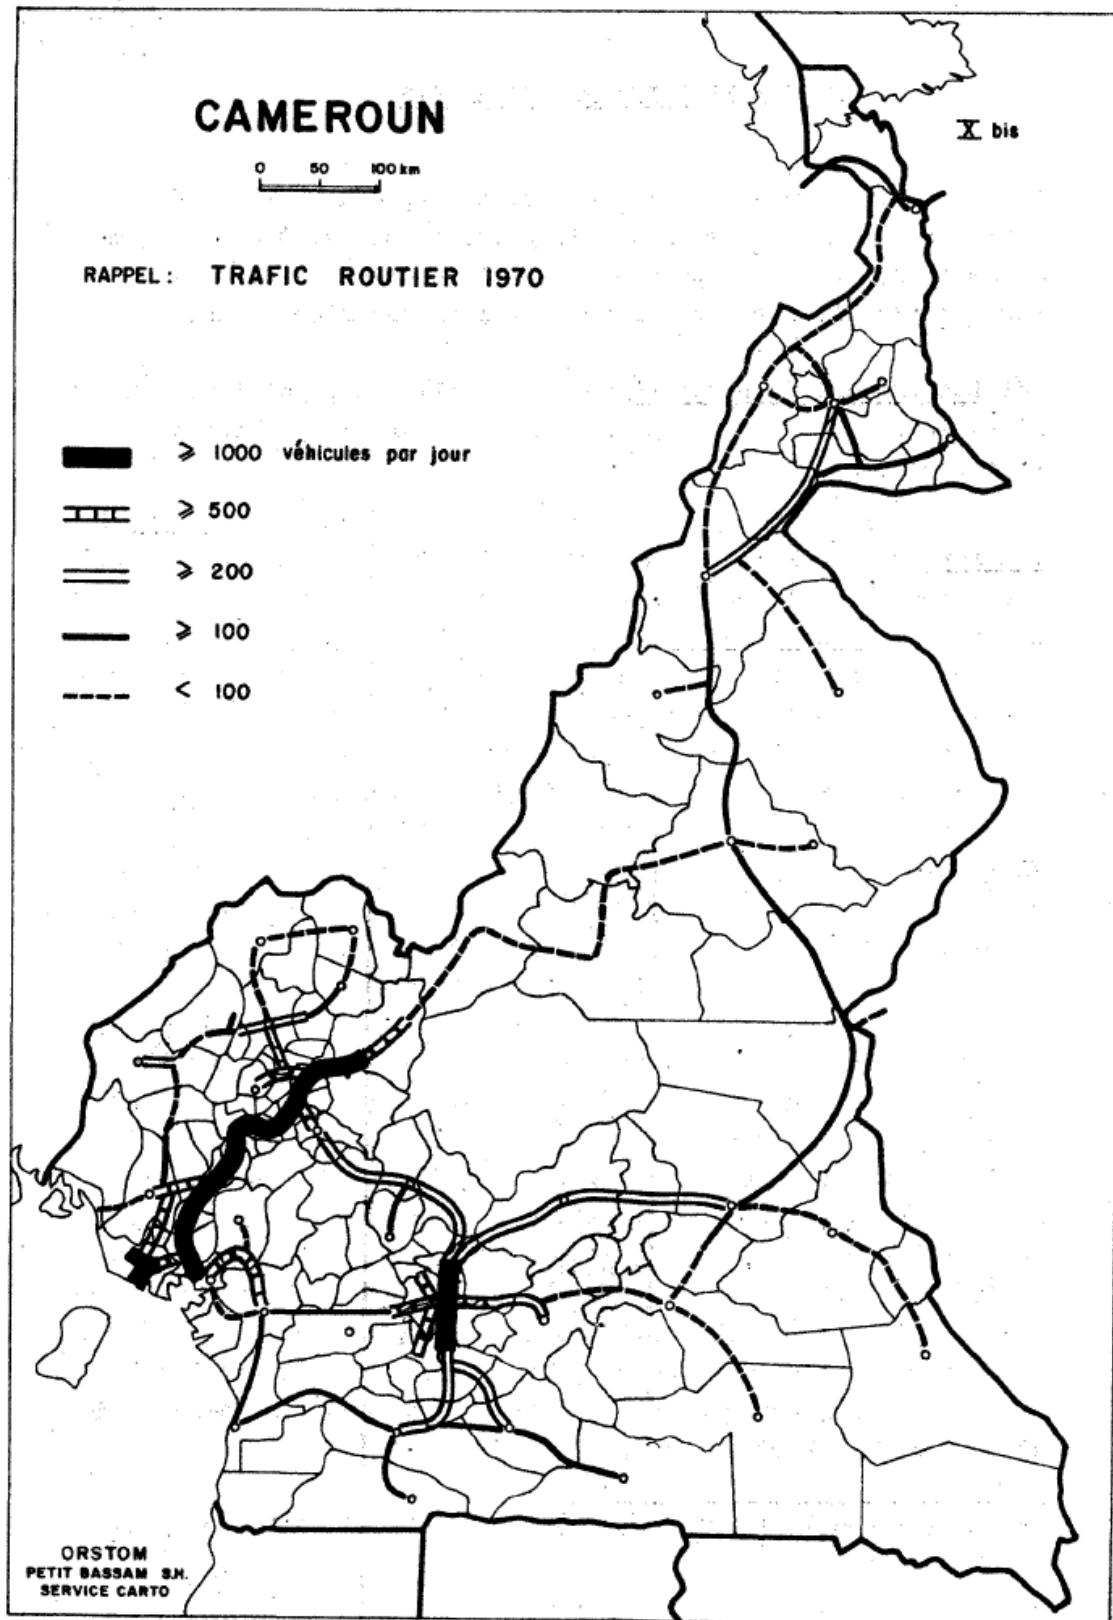 CAMEROUN
X bis
0 50 100 km
RAPPEL : TRAFIC ROUTIER 1970
⩾ 1000 véhicules par jour
⩾ 500
⩾ 200
⩾ 100
< 100
ORSTOM
PETIT BASSAM S.H.
SERVICE CARTO